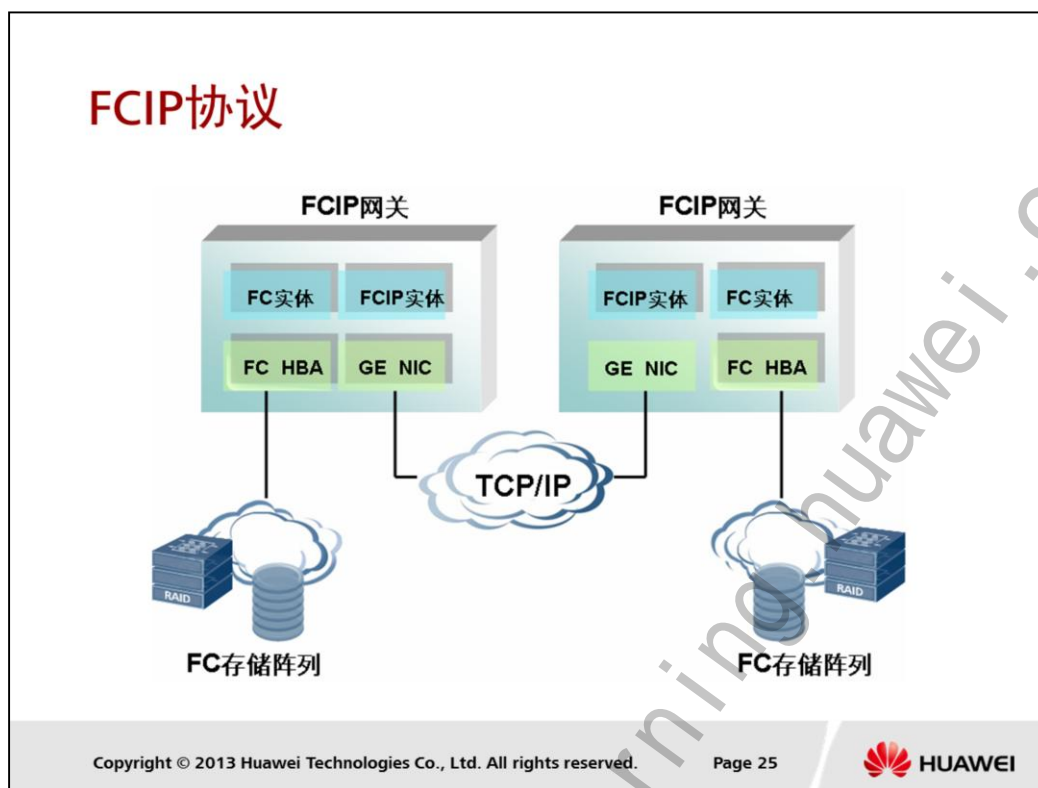 FCIP协议
FCIP网关 FCIP网关
FC实体 FCIP实体 FCIP实体 FC实体
FC HBA GE NIC GE NIC FC HBA
TCP/IP
RAID RAID
FC存储阵列 FC存储阵列
rning.huawei.c
Copyright © 2013 Huawei Technologies Co., Ltd. All rights reserved. Page 25 HUAWEI